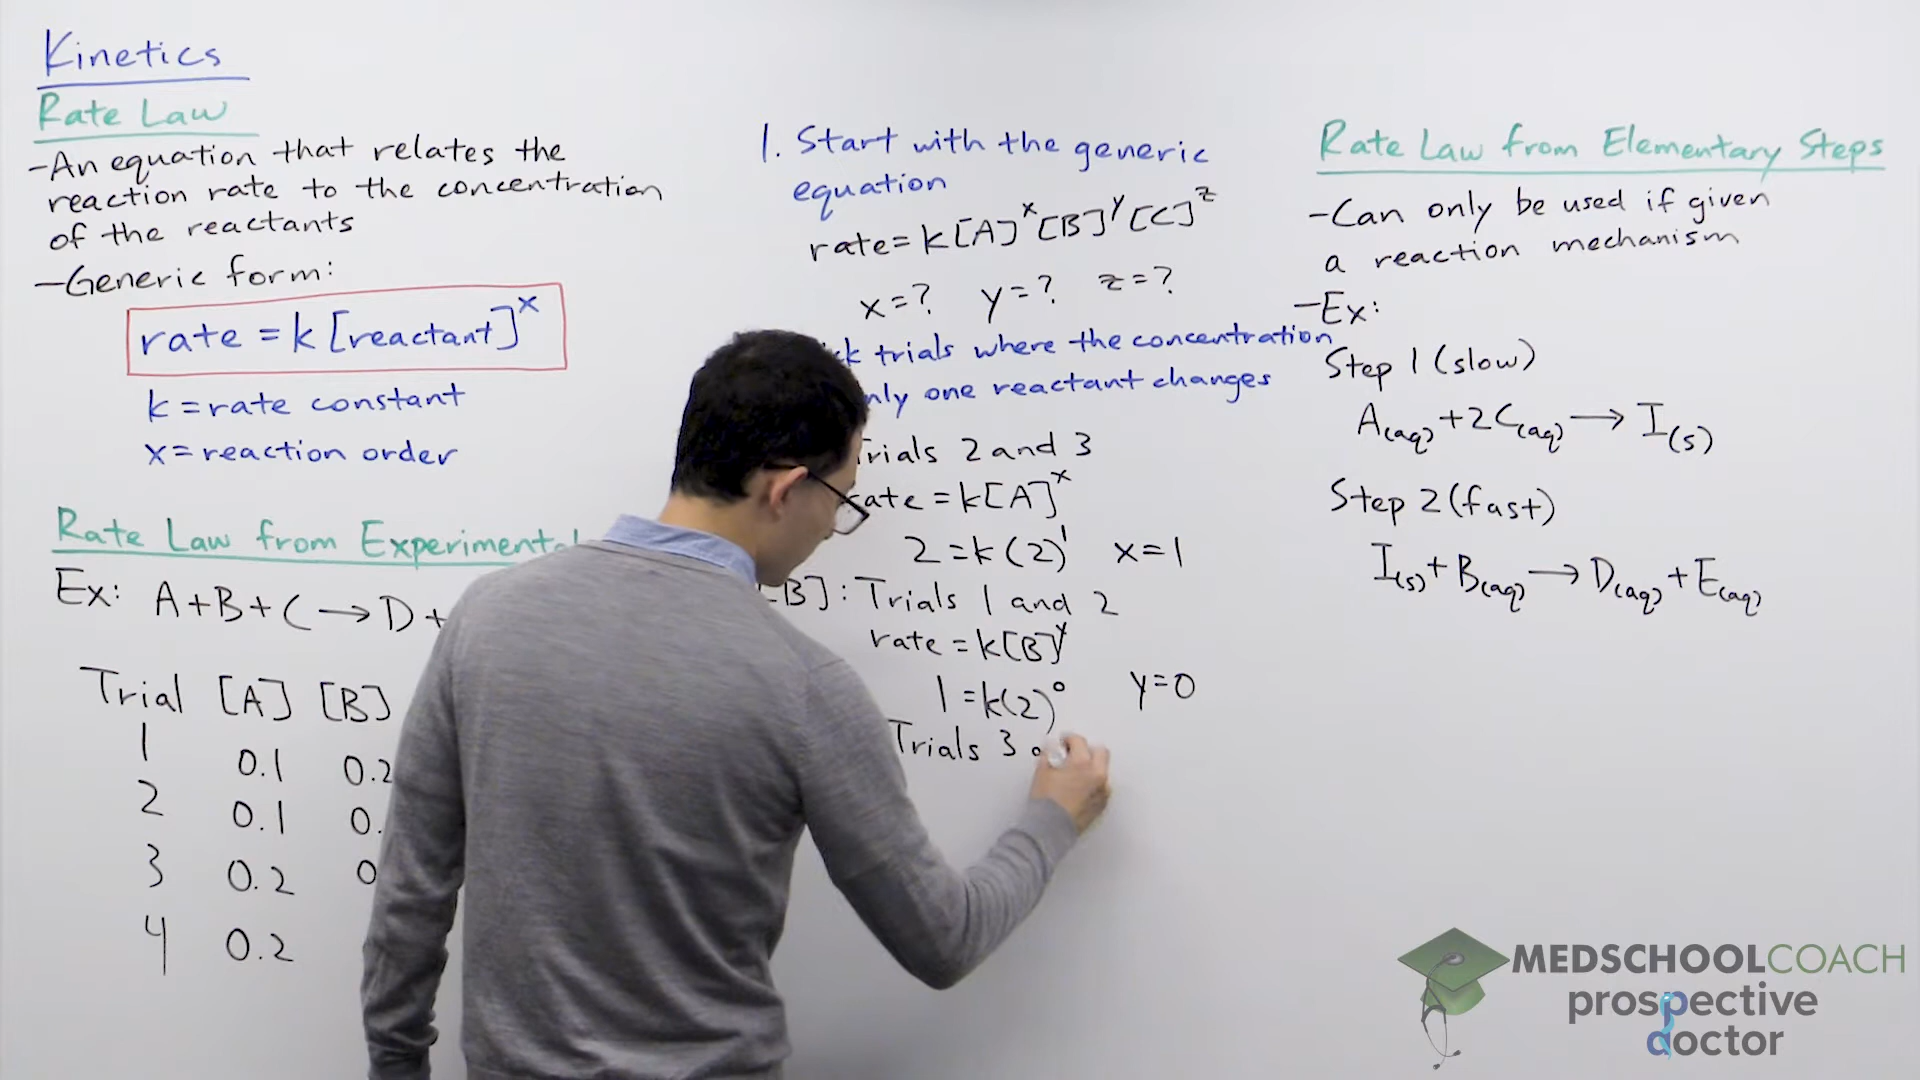 Kinetics
Rate Law
-An equation that relates the
reaction rate to the concentration
of the reactants
-Generic form:
rate = k[reactant]^x
k = rate constant
x = reaction order
Rate Law from Experimental
Ex: A+B+C → D+
Trial [A] [B]
1 0.1 0.2
2 0.1 0.
3 0.2 0
4 0.2
1. Start with the generic
equation
rate = k[A]^x[B]^y[C]^z
x=? y=? z=?
trials where the concentration
one reactant changes
Trials 2 and 3
rate = k[A]^x
2 = k(2)^1 x=1
[B]: Trials 1 and 2
rate = k[B]^y
1 = k(2)^0 y=0
Trials 3
Rate Law from Elementary Steps
-Can only be used if given
a reaction mechanism
-Ex:
Step 1 (slow)
A(aq) + 2C(aq) → I(s)
Step 2 (fast)
I(s) + B(aq) → D(aq) + E(aq)
MEDSCHOOLCOACH
prospective
doctor